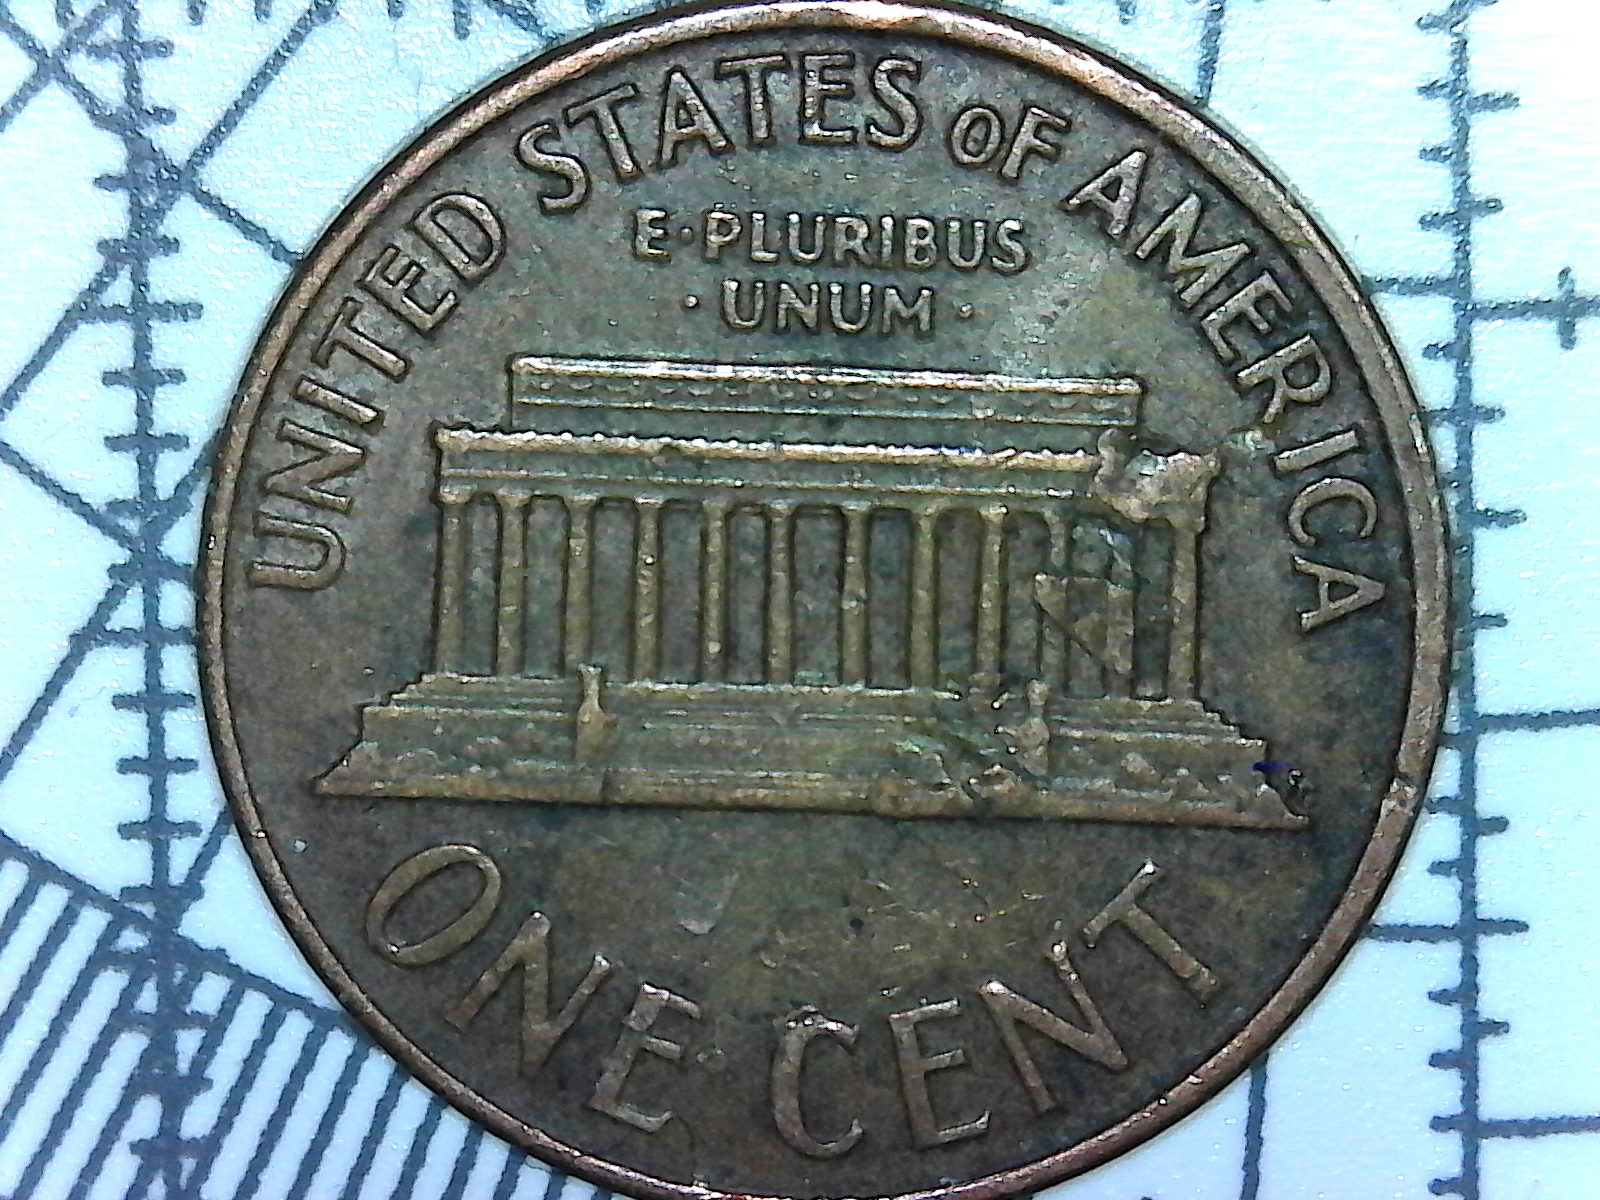 UNITED STATES OF AMERICA
E·PLURIBUS
·UNUM·
ONE CENT